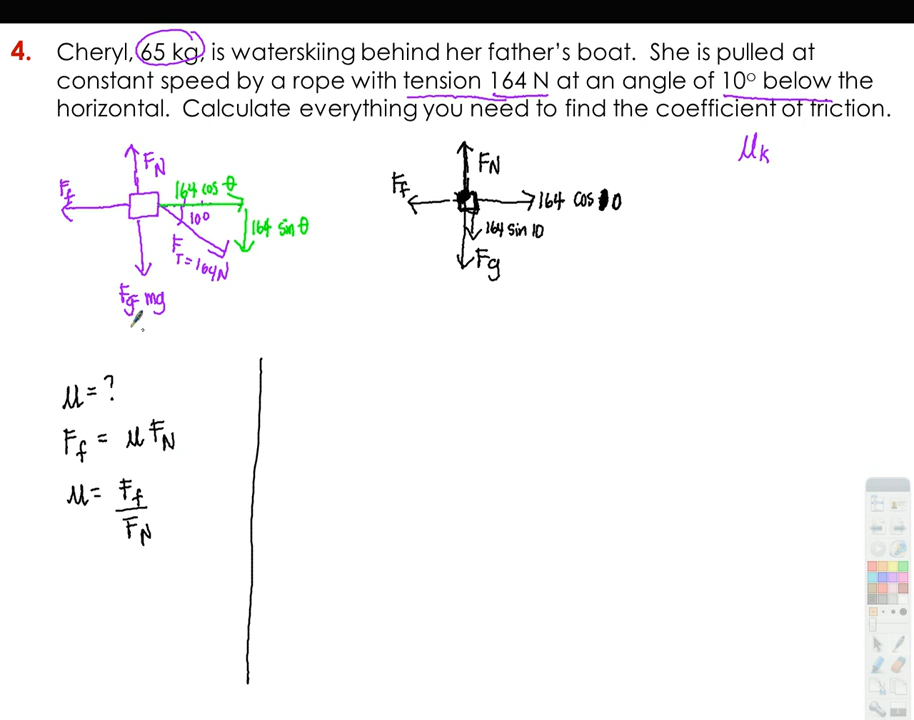 4. Cheryl, 65 kg, is waterskiing behind her father's boat. She is pulled at
constant speed by a rope with tension 164 N at an angle of 10° below the
horizontal. Calculate everything you need to find the coefficient of friction.
μk
FN
Ff
164 cos θ
10°
164 sin θ
FT = 164N
Fg = mg
FN
Ff
164 cos 10
164 sin 10
Fg
μ = ?
Ff = μ FN
μ = Ff
FN